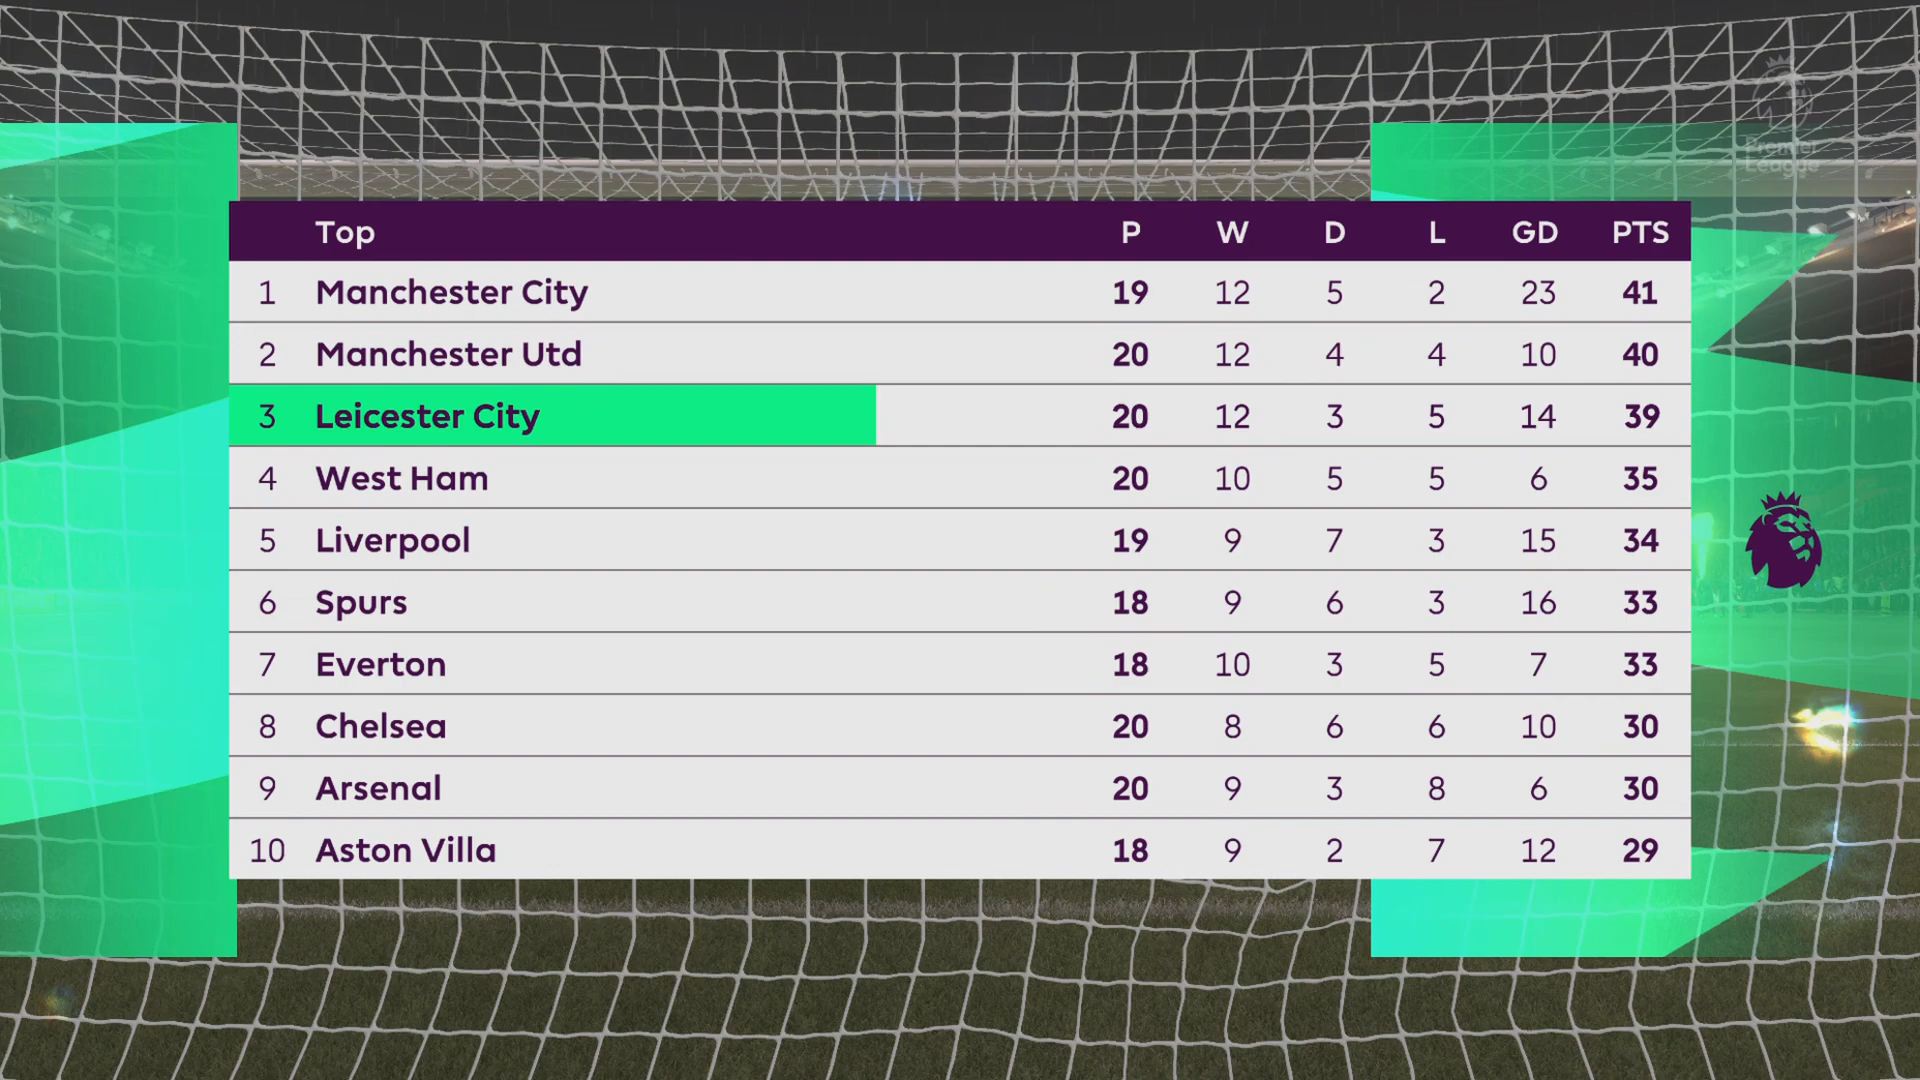 Premier
League
Top P W D L GD PTS
1 Manchester City 19 12 5 2 23 41
2 Manchester Utd 20 12 4 4 10 40
3 Leicester City 20 12 3 5 14 39
4 West Ham 20 10 5 5 6 35
5 Liverpool 19 9 7 3 15 34
6 Spurs 18 9 6 3 16 33
7 Everton 18 10 3 5 7 33
8 Chelsea 20 8 6 6 10 30
9 Arsenal 20 9 3 8 6 30
10 Aston Villa 18 9 2 7 12 29